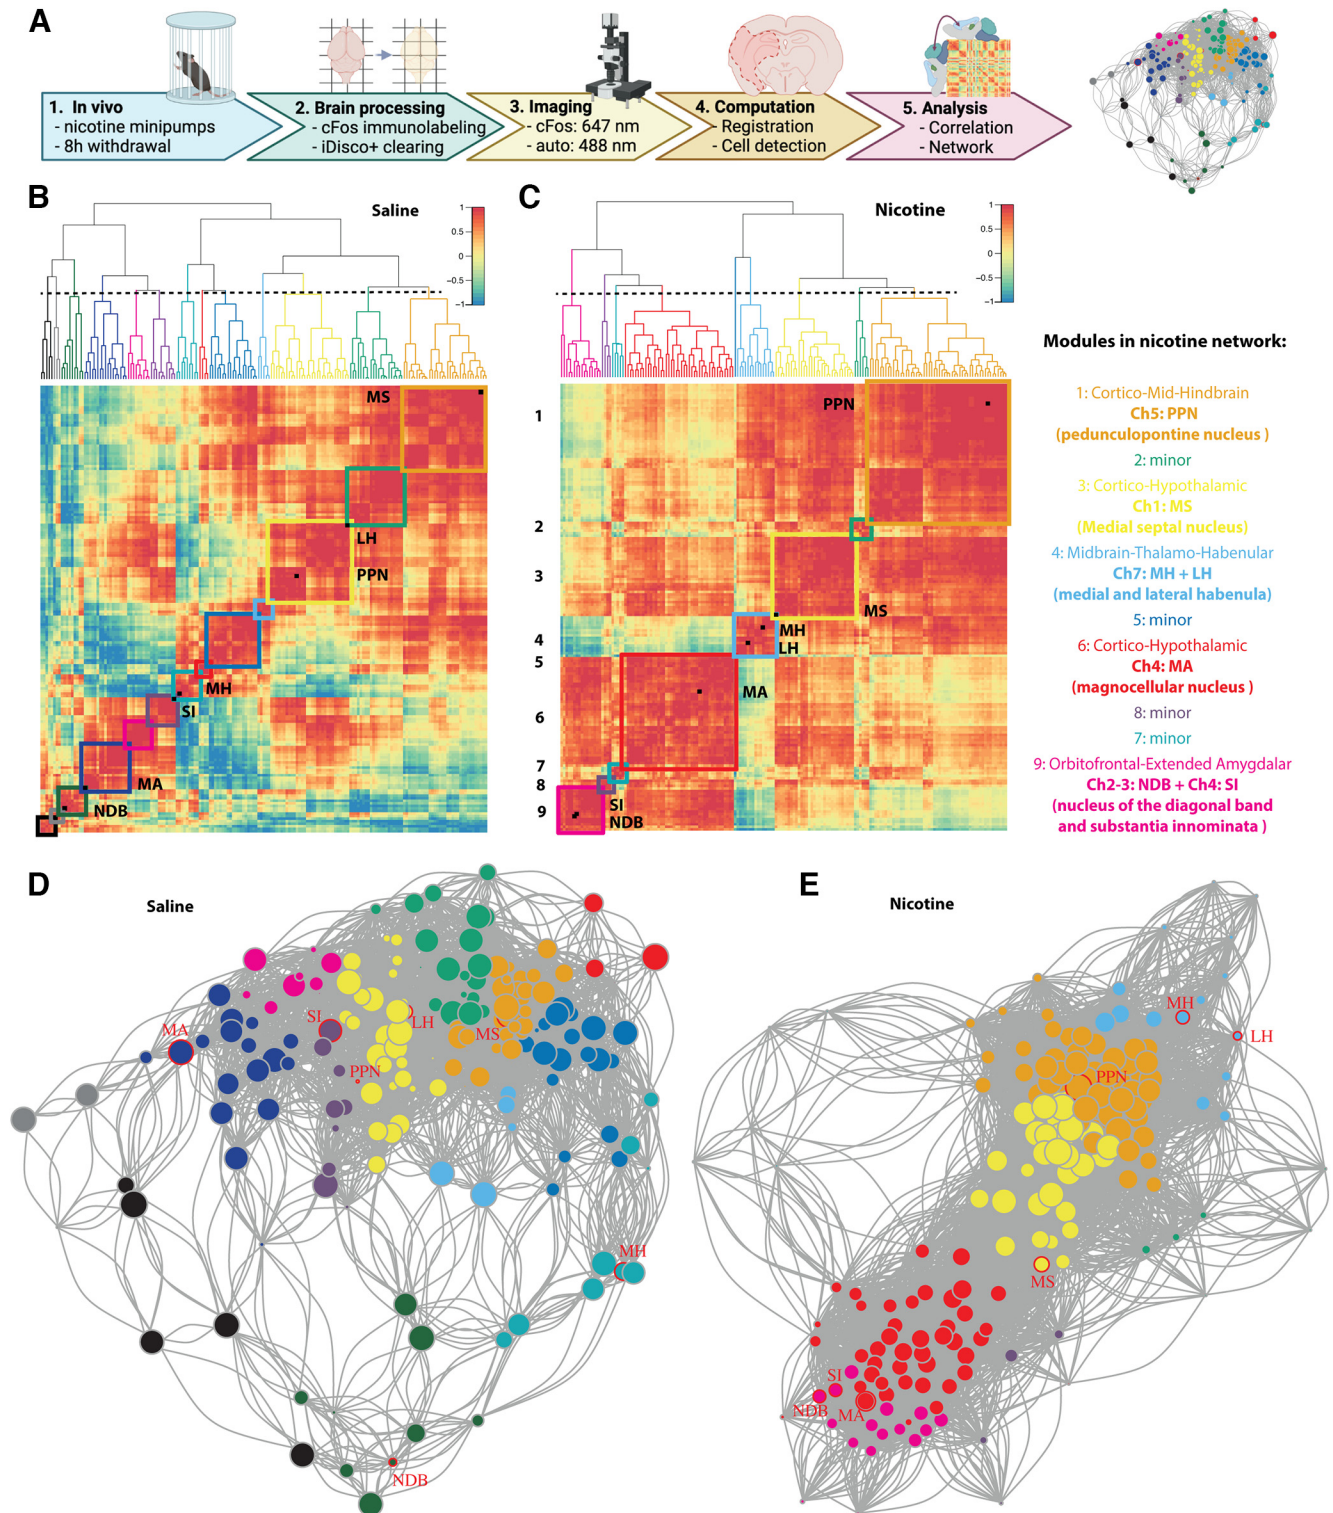 A
1. In vivo
- nicotine minipumps
- 8h withdrawal
2. Brain processing
- cFos immunolabeling
- iDisco+ clearing
3. Imaging
- cFos: 647 nm
- auto: 488 nm
4. Computation
- Registration
- Cell detection
5. Analysis
- Correlation
- Network
B
Saline
1
0.5
0
−0.5
−1
MS
LH
PPN
MH
SI
MA
NDB
C
Nicotine
1
0.5
0
−0.5
−1
1
2
3
4
5
6
7
8
9
PPN
MS
MH
LH
MA
SI
NDB
Modules in nicotine network:
1: Cortico-Mid-Hindbrain
Ch5: PPN
(pedunculopontine nucleus )
2: minor
3: Cortico-Hypothalamic
Ch1: MS
(Medial septal nucleus)
4: Midbrain-Thalamo-Habenular
Ch7: MH + LH
(medial and lateral habenula)
5: minor
6: Cortico-Hypothalamic
Ch4: MA
(magnocellular nucleus )
8: minor
7: minor
9: Orbitofrontal-Extended Amygdalar
Ch2-3: NDB + Ch4: SI
(nucleus of the diagonal band
and substantia innominata )
D
Saline
MA
SI
LH
MS
PPN
MH
NDB
E
Nicotine
MH
LH
PPN
MS
SI
NDB
MA